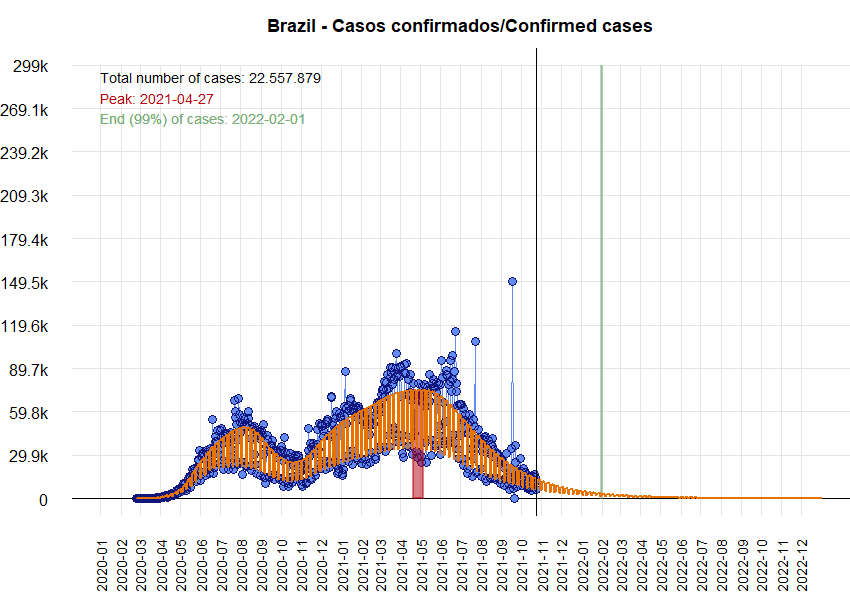 Brazil - Casos confirmados/Confirmed cases
Total number of cases: 22.557.879
Peak: 2021-04-27
End (99%) of cases: 2022-02-01
299k
269.1k
239.2k
209.3k
179.4k
149.5k
119.6k
89.7k
59.8k
29.9k
0
2020-01
2020-02
2020-03
2020-04
2020-05
2020-06
2020-07
2020-08
2020-09
2020-10
2020-11
2020-12
2021-01
2021-02
2021-03
2021-04
2021-05
2021-06
2021-07
2021-08
2021-09
2021-10
2021-11
2021-12
2022-01
2022-02
2022-03
2022-04
2022-05
2022-06
2022-07
2022-08
2022-09
2022-10
2022-11
2022-12